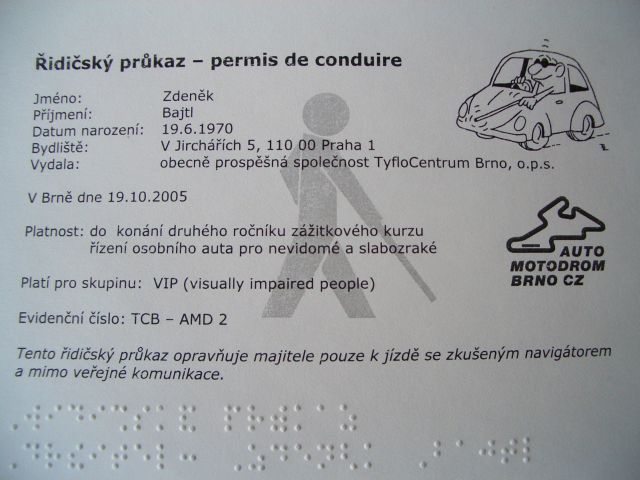 Řidičský průkaz – permis de conduire
Jméno: Zdeněk
Příjmení: Bajtl
Datum narození: 19.6.1970
Bydliště: V Jirchářích 5, 110 00 Praha 1
Vydala: obecně prospěšná společnost TyfloCentrum Brno, o.p.s.
V Brně dne 19.10.2005
Platnost: do konání druhého ročníku zážitkového kurzu
řízení osobního auta pro nevidomé a slabozraké
AUTO
MOTODROM
BRNO CZ
Platí pro skupinu: VIP (visually impaired people)
Evidenční číslo: TCB – AMD 2
Tento řidičský průkaz opravňuje majitele pouze k jízdě se zkušeným navigátorem
a mimo veřejné komunikace.